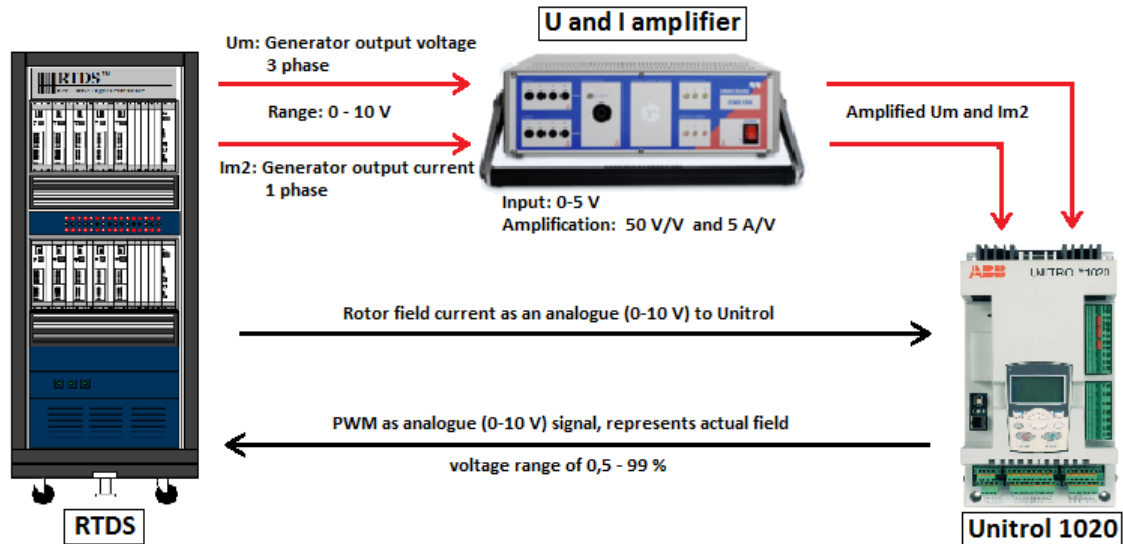 U and I amplifier
Um: Generator output voltage
3 phase
Range: 0 - 10 V
Im2: Generator output current
1 phase
RTDS™
Amplified Um and Im2
Input: 0-5 V
Amplification: 50 V/V and 5 A/V
ABB
UNITROL 1020
Rotor field current as an analogue (0-10 V) to Unitrol
PWM as analogue (0-10 V) signal, represents actual field
voltage range of 0,5 - 99 %
RTDS
Unitrol 1020